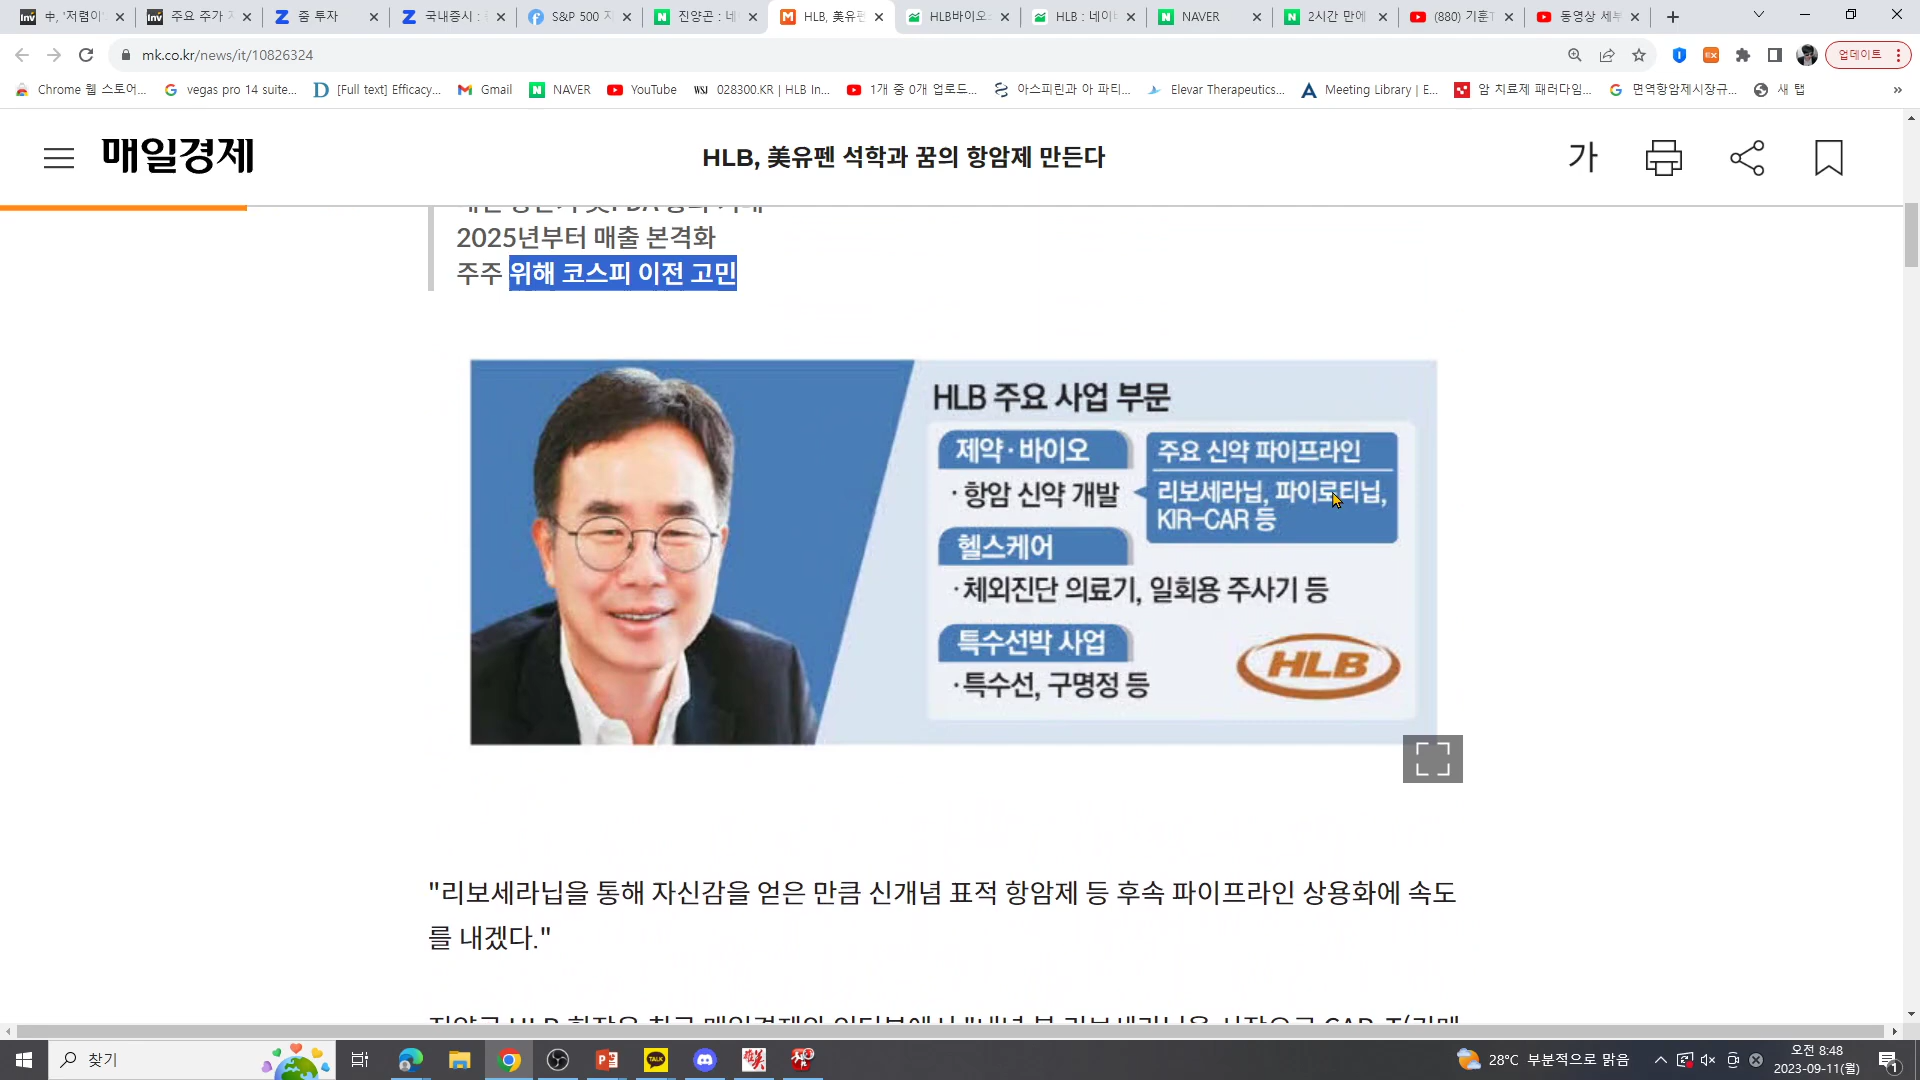 中, '저렴이'
주요 주가 지
줌 투자
국내증시 :
S&P 500 지
진양곤 : 네
HLB, 美유펜
HLB바이오
HLB : 네이버
NAVER
2시간 만에
(880) 기훈T
동영상 세부
mk.co.kr/news/it/10826324
업데이트
Chrome 웹 스토어...
vegas pro 14 suite...
[Full text] Efficacy...
Gmail
NAVER
YouTube
WSJ 028300.KR | HLB In...
1개 중 0개 업로드...
아스피린과 아 파티...
Elevar Therapeutics...
Meeting Library | E...
암 치료제 패러다임...
면역항암제시장규...
새 탭
매일경제
HLB, 美유펜 석학과 꿈의 항암제 만든다
가
2025년부터 매출 본격화
주주 위해 코스피 이전 고민
HLB 주요 사업 부문
제약·바이오
·항암 신약 개발
주요 신약 파이프라인
리보세라닙, 파이로티닙,
KIR-CAR 등
헬스케어
·체외진단 의료기, 일회용 주사기 등
특수선박 사업
·특수선, 구명정 등
HLB
"리보세라닙을 통해 자신감을 얻은 만큼 신개념 표적 항암제 등 후속 파이프라인 상용화에 속도
를 내겠다."
찾기
28°C 부분적으로 맑음
오전 8:48
2023-09-11(월)
1